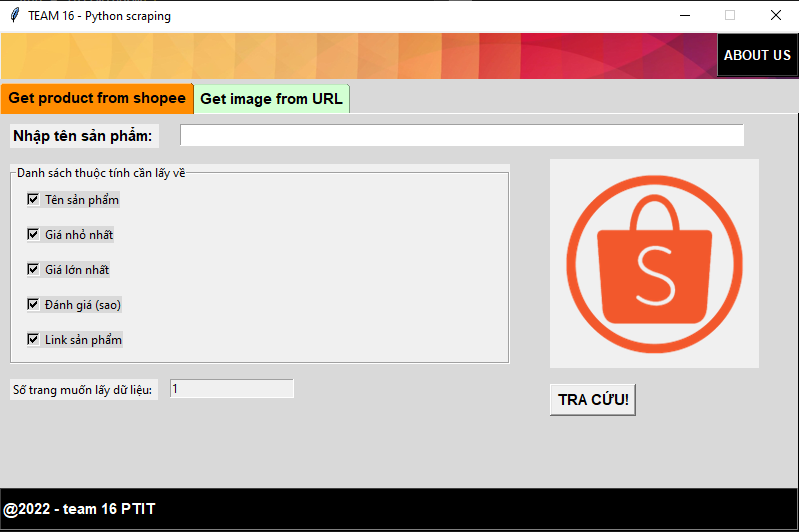 TEAM 16 - Python scraping
ABOUT US
Get product from shopee
Get image from URL
Nhập tên sản phẩm:
Danh sách thuộc tính cần lấy về
Tên sản phẩm
Giá nhỏ nhất
Giá lớn nhất
Đánh giá (sao)
Link sản phẩm
S
Số trang muốn lấy dữ liệu:
1
TRA CỨU!
@2022 - team 16 PTIT